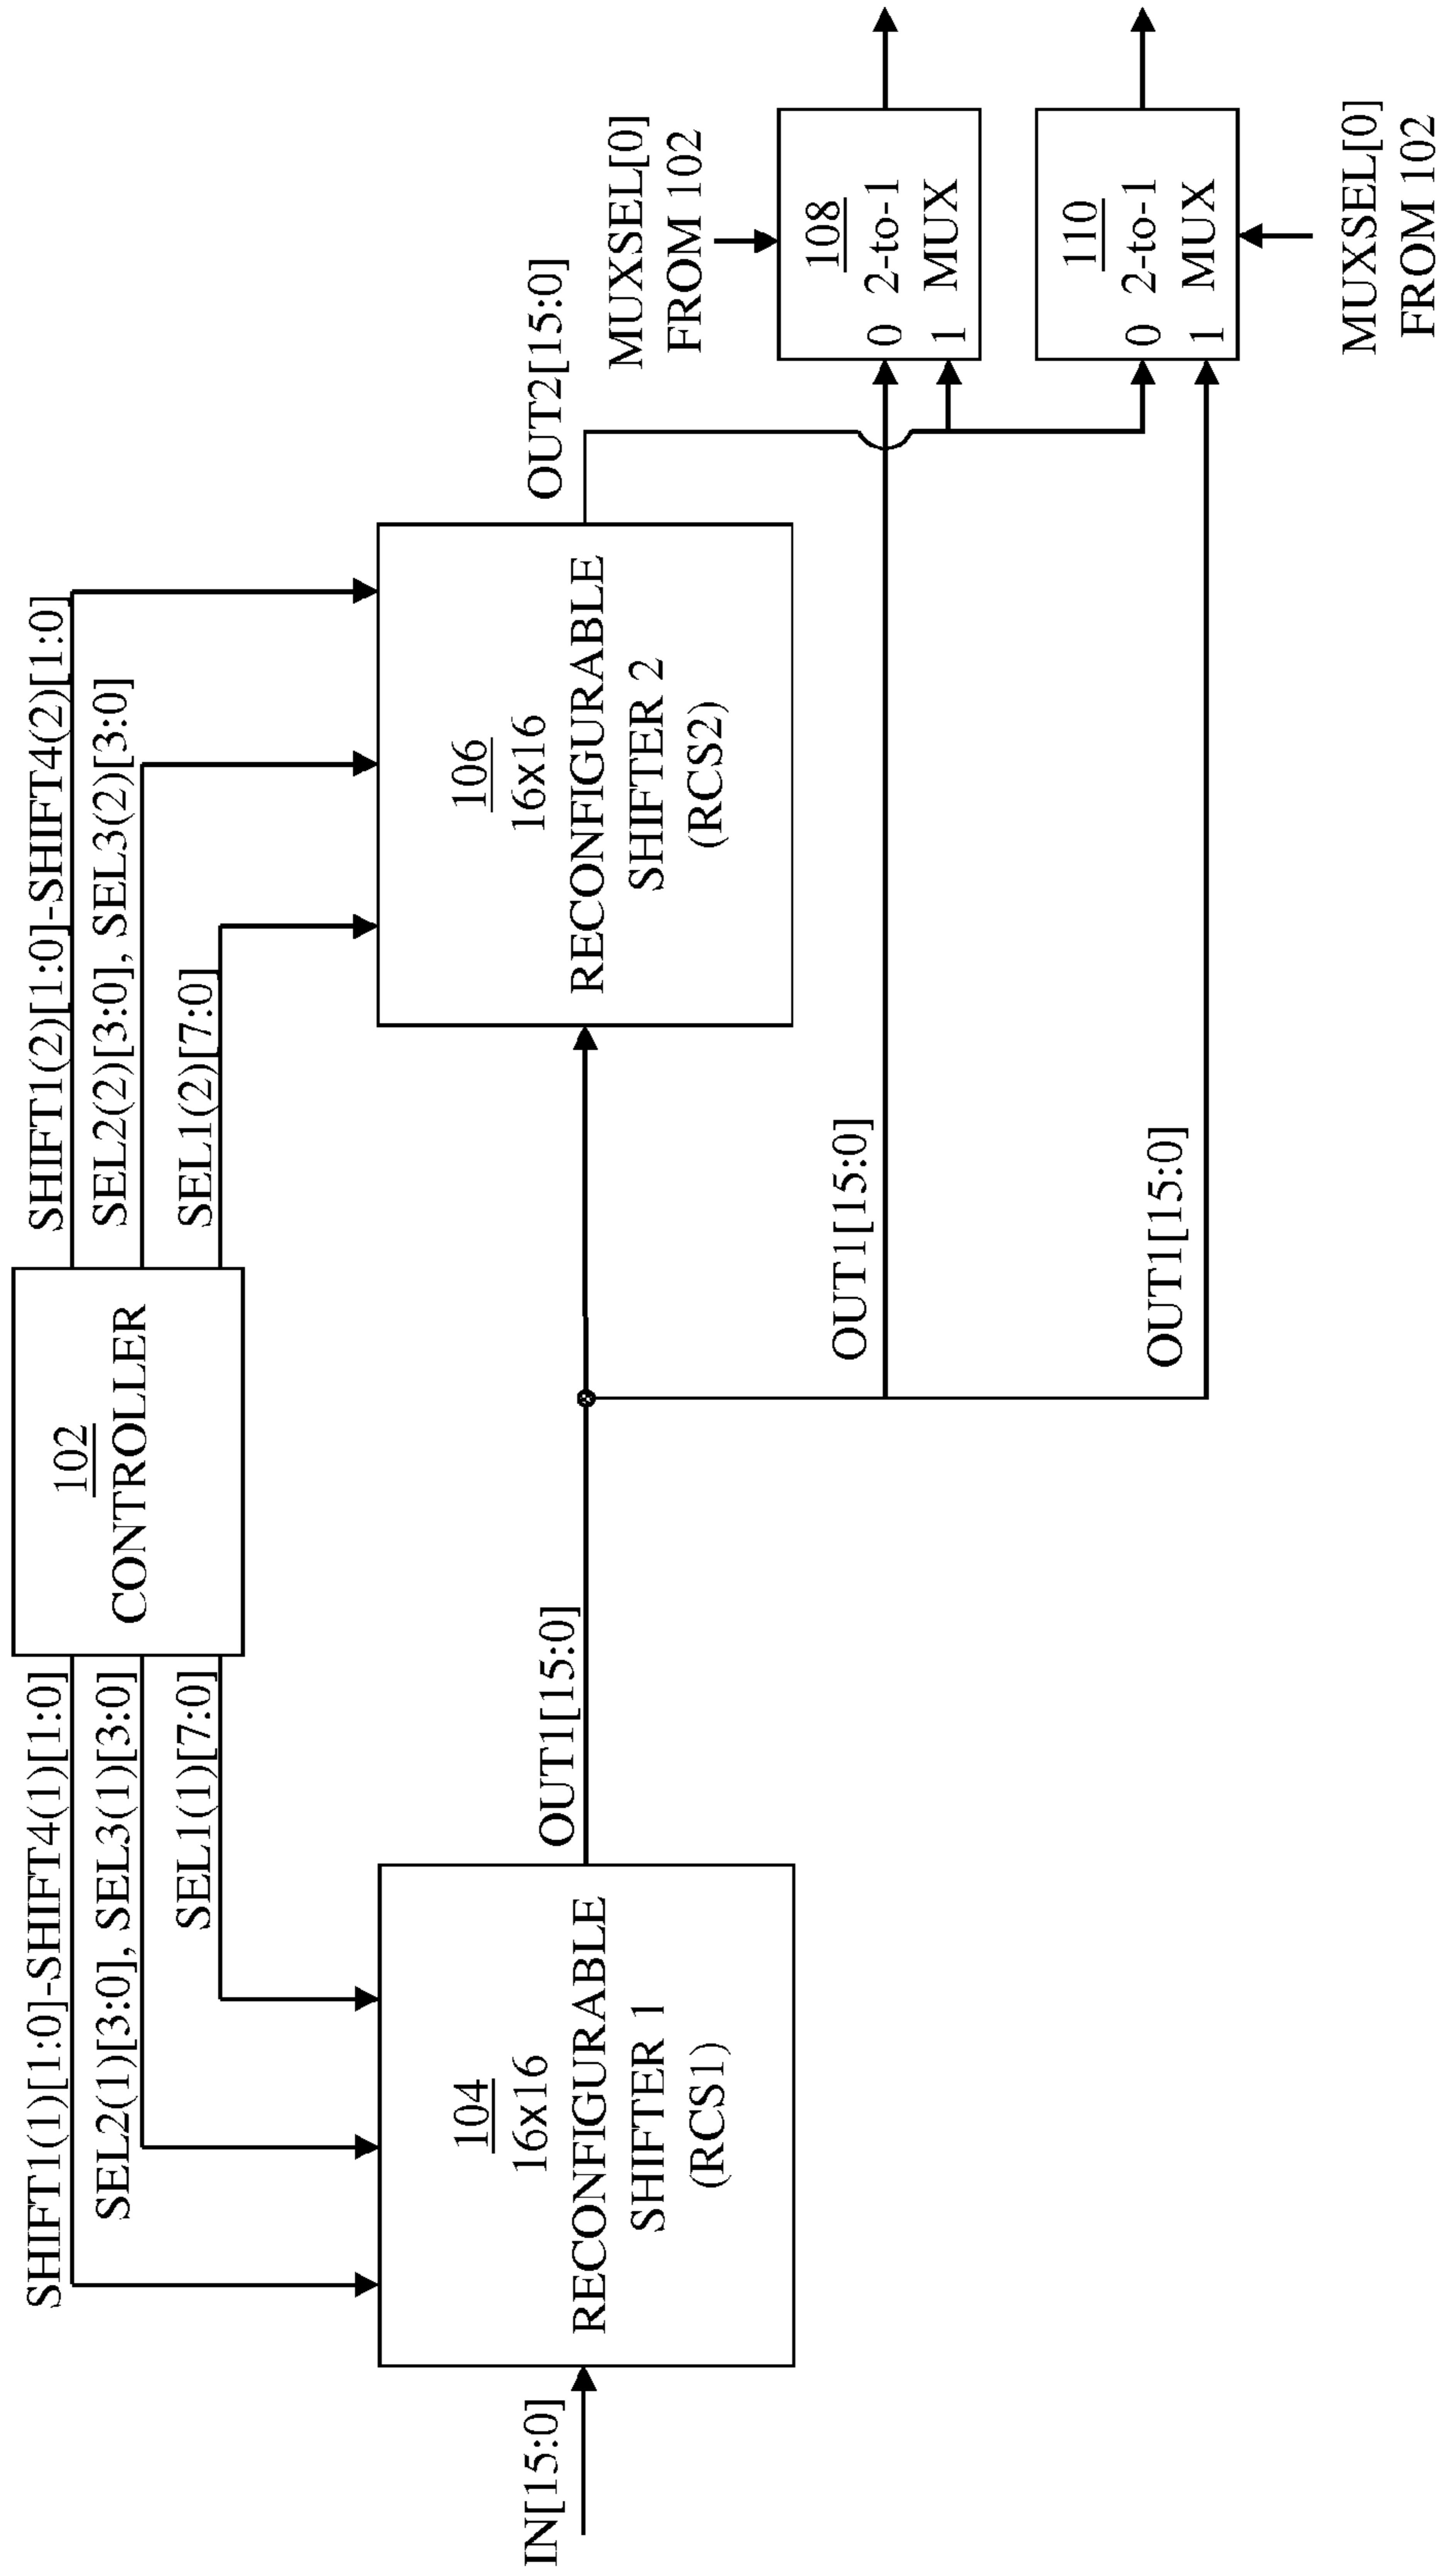 102
CONTROLLER
SHIFT1(1)[1:0]-SHIFT4(1)[1:0]
SEL2(1)[3:0], SEL3(1)[3:0]
SEL1(1)[7:0]
SHIFT1(2)[1:0]-SHIFT4(2)[1:0]
SEL2(2)[3:0], SEL3(2)[3:0]
SEL1(2)[7:0]
IN[15:0]
104
16x16
RECONFIGURABLE
SHIFTER 1
(RCS1)
OUT1[15:0]
106
16x16
RECONFIGURABLE
SHIFTER 2
(RCS2)
OUT2[15:0]
MUXSEL[0]
FROM 102
108
0 2-to-1
1 MUX
OUT1[15:0]
110
0 2-to-1
1 MUX
OUT1[15:0]
MUXSEL[0]
FROM 102